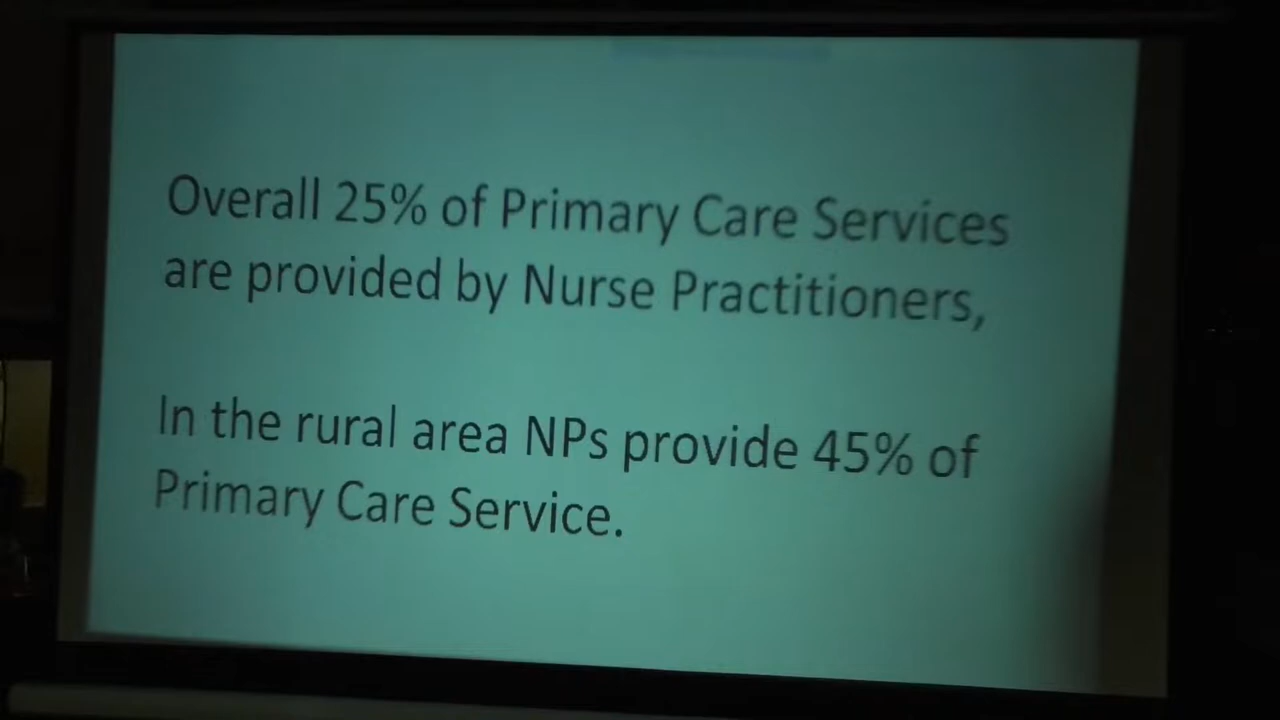 Overall 25% of Primary Care Services
are provided by Nurse Practitioners,
In the rural area NPs provide 45% of
Primary Care Service.